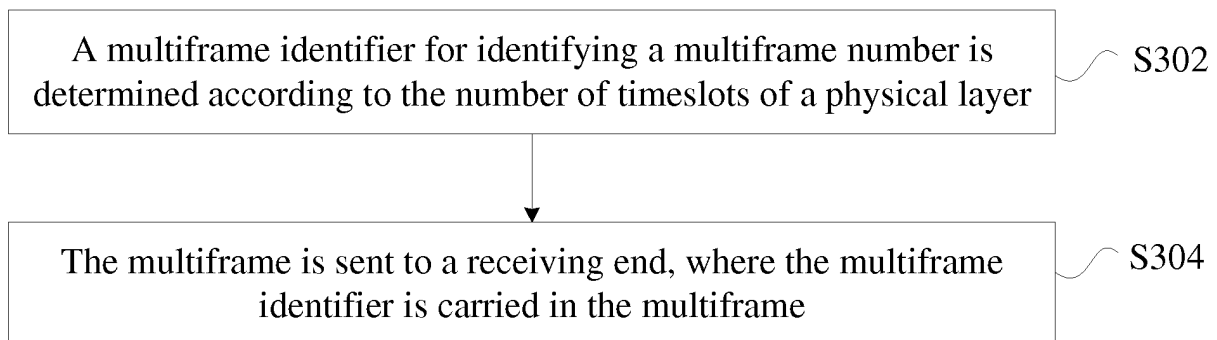 A multiframe identifier for identifying a multiframe number is
determined according to the number of timeslots of a physical layer
S302
The multiframe is sent to a receiving end, where the multiframe
identifier is carried in the multiframe
S304